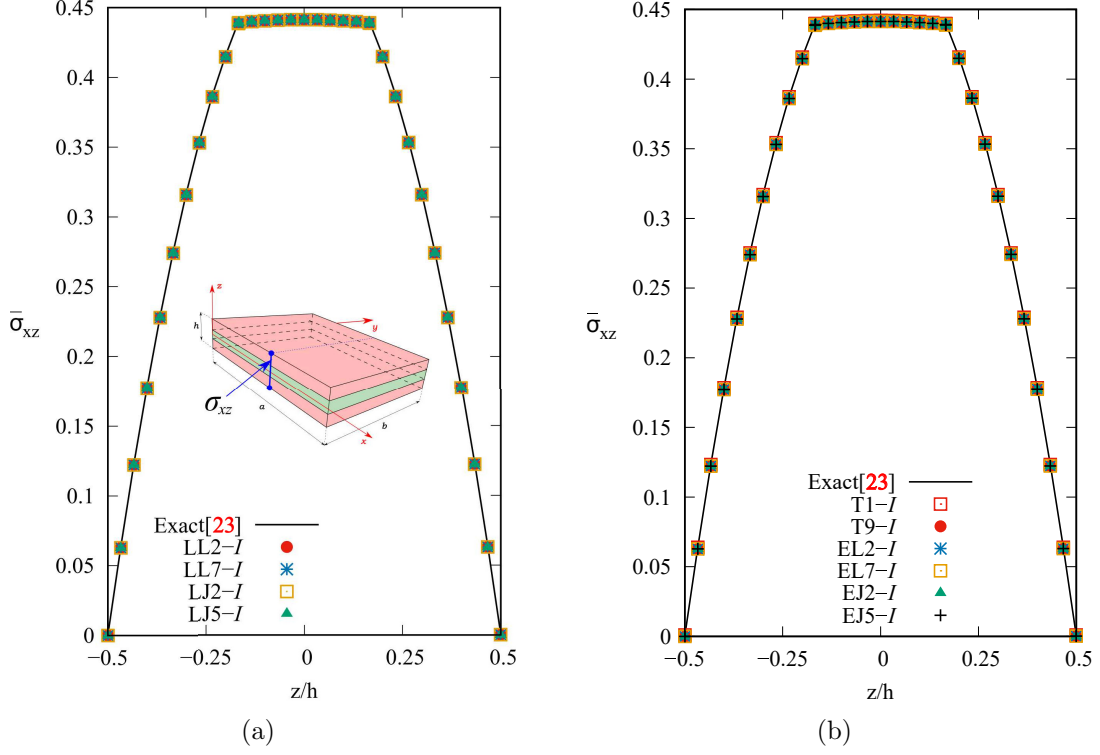 0.45
0.4
0.35
0.3
0.25
0.2
0.15
0.1
0.05
0
σ̄xz
z
h
y
a
b
x
σxz
Exact[23]
LL2−I
LL7−I
LJ2−I
LJ5−I
−0.5 −0.25 0 0.25 0.5
z/h
(a)
0.45
0.4
0.35
0.3
0.25
0.2
0.15
0.1
0.05
0
σ̄xz
Exact[23]
T1−I
T9−I
EL2−I
EL7−I
EJ2−I
EJ5−I
−0.5 −0.25 0 0.25 0.5
z/h
(b)